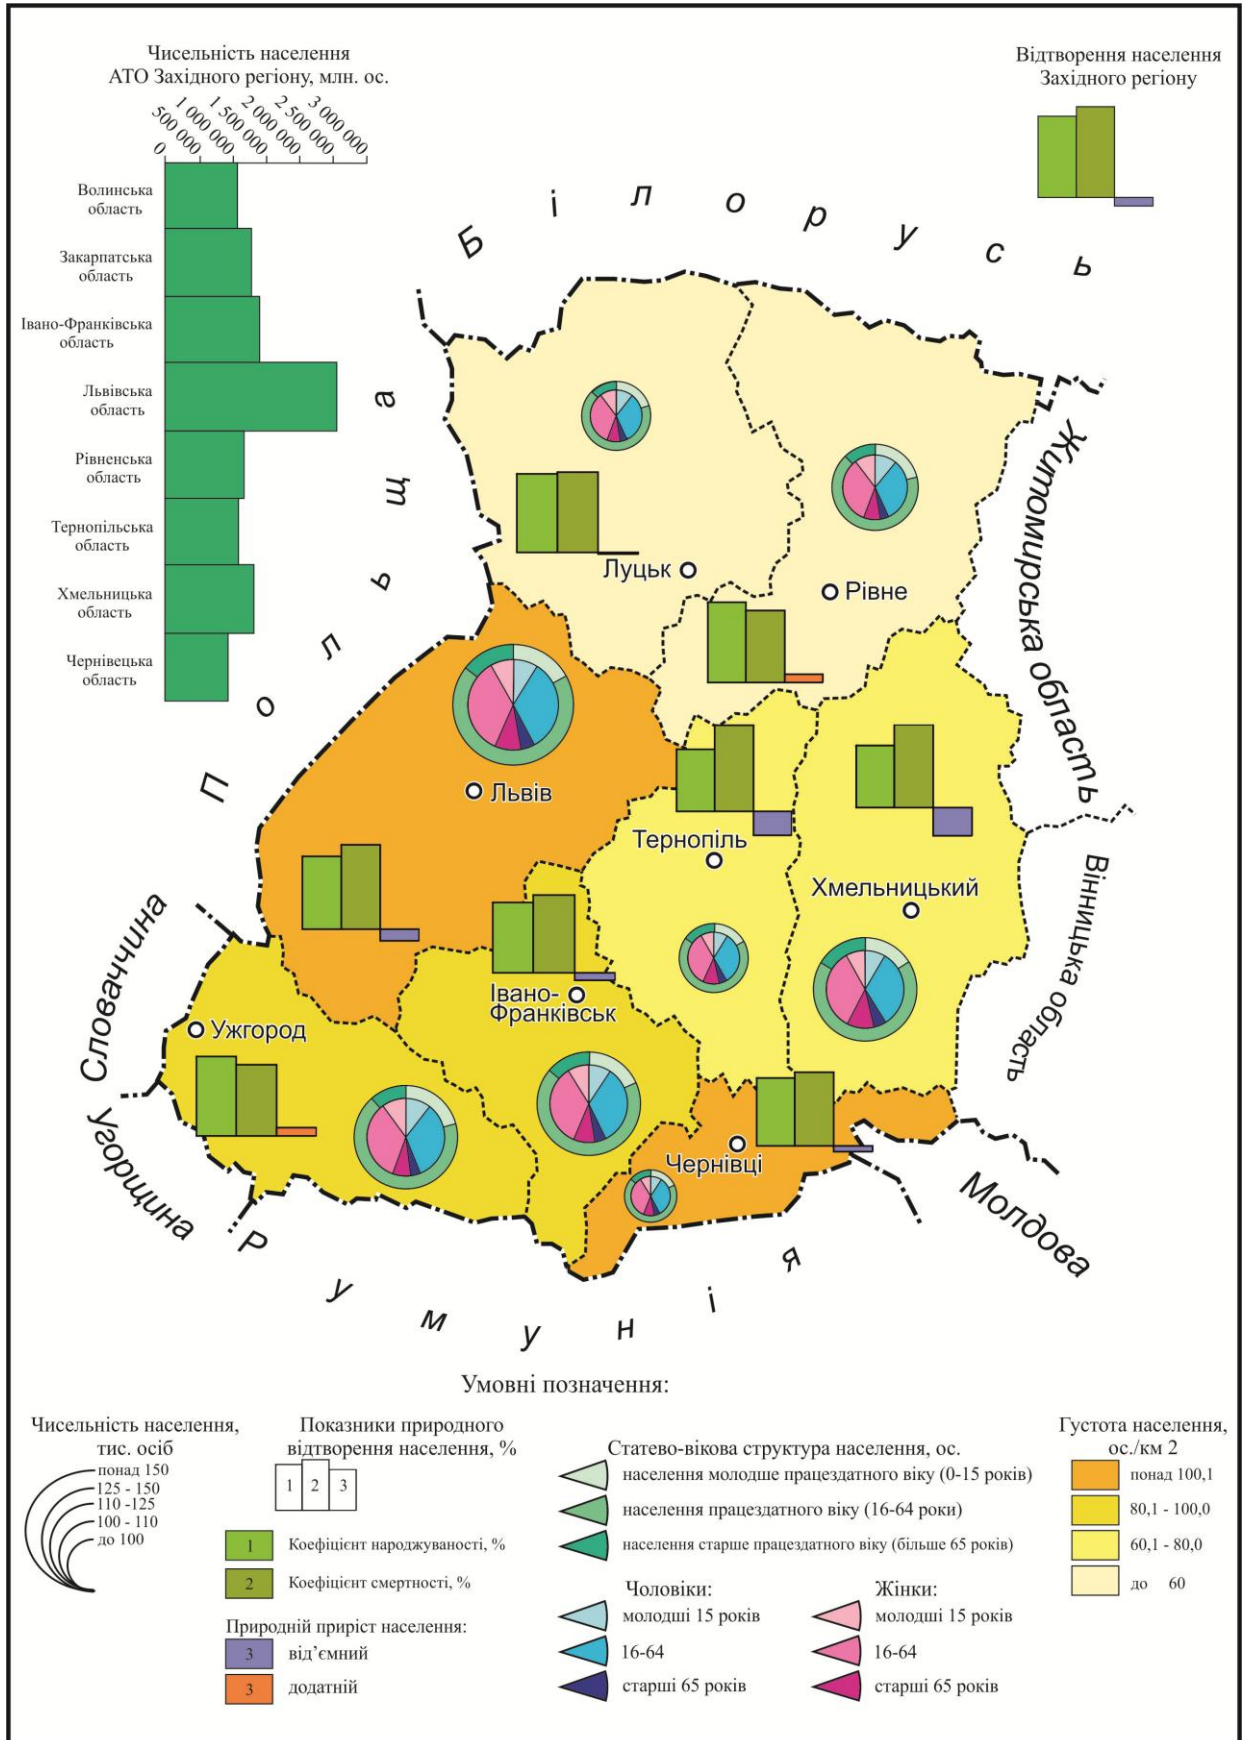 Чисельність населення
АТО Західного регіону, млн. ос.
0
500 000
1 000 000
1 500 000
2 000 000
2 500 000
3 000 000
Волинська
область
Закарпатська
область
Івано-Франківська
область
Львівська
область
Рівненська
область
Тернопільська
область
Хмельницька
область
Чернівецька
область
Відтворення населення
Західного регіону
Білорусь
Польща
Словаччина
Угорщина
Румунія
Молдова
Житомирська область
Вінницька область
Луцьк
Рівне
Львів
Тернопіль
Хмельницький
Івано-
Франківськ
Ужгород
Чернівці
Умовні позначення:
Чисельність населення,
тис. осіб
понад 150
125 - 150
110 -125
100 - 110
до 100
Показники природного
відтворення населення, %
1 2 3
1 Коефіцієнт народжуваності, %
2 Коефіцієнт смертності, %
Природній приріст населення:
3 від’ємний
3 додатній
Статево-вікова структура населення, ос.
населення молодше працездатного віку (0-15 років)
населення працездатного віку (16-64 роки)
населення старше працездатного віку (більше 65 років)
Чоловіки:
молодші 15 років
16-64
старші 65 років
Жінки:
молодші 15 років
16-64
старші 65 років
Густота населення,
ос./км 2
понад 100,1
80,1 - 100,0
60,1 - 80,0
до 60